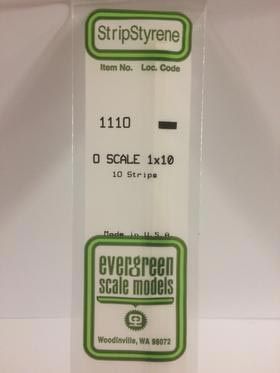 StripStyrene
Item No. Loc. Code
1110
O SCALE 1x10
10 Strips
Made in U.S.A
evergreen
scale models
Woodinville, WA 98072